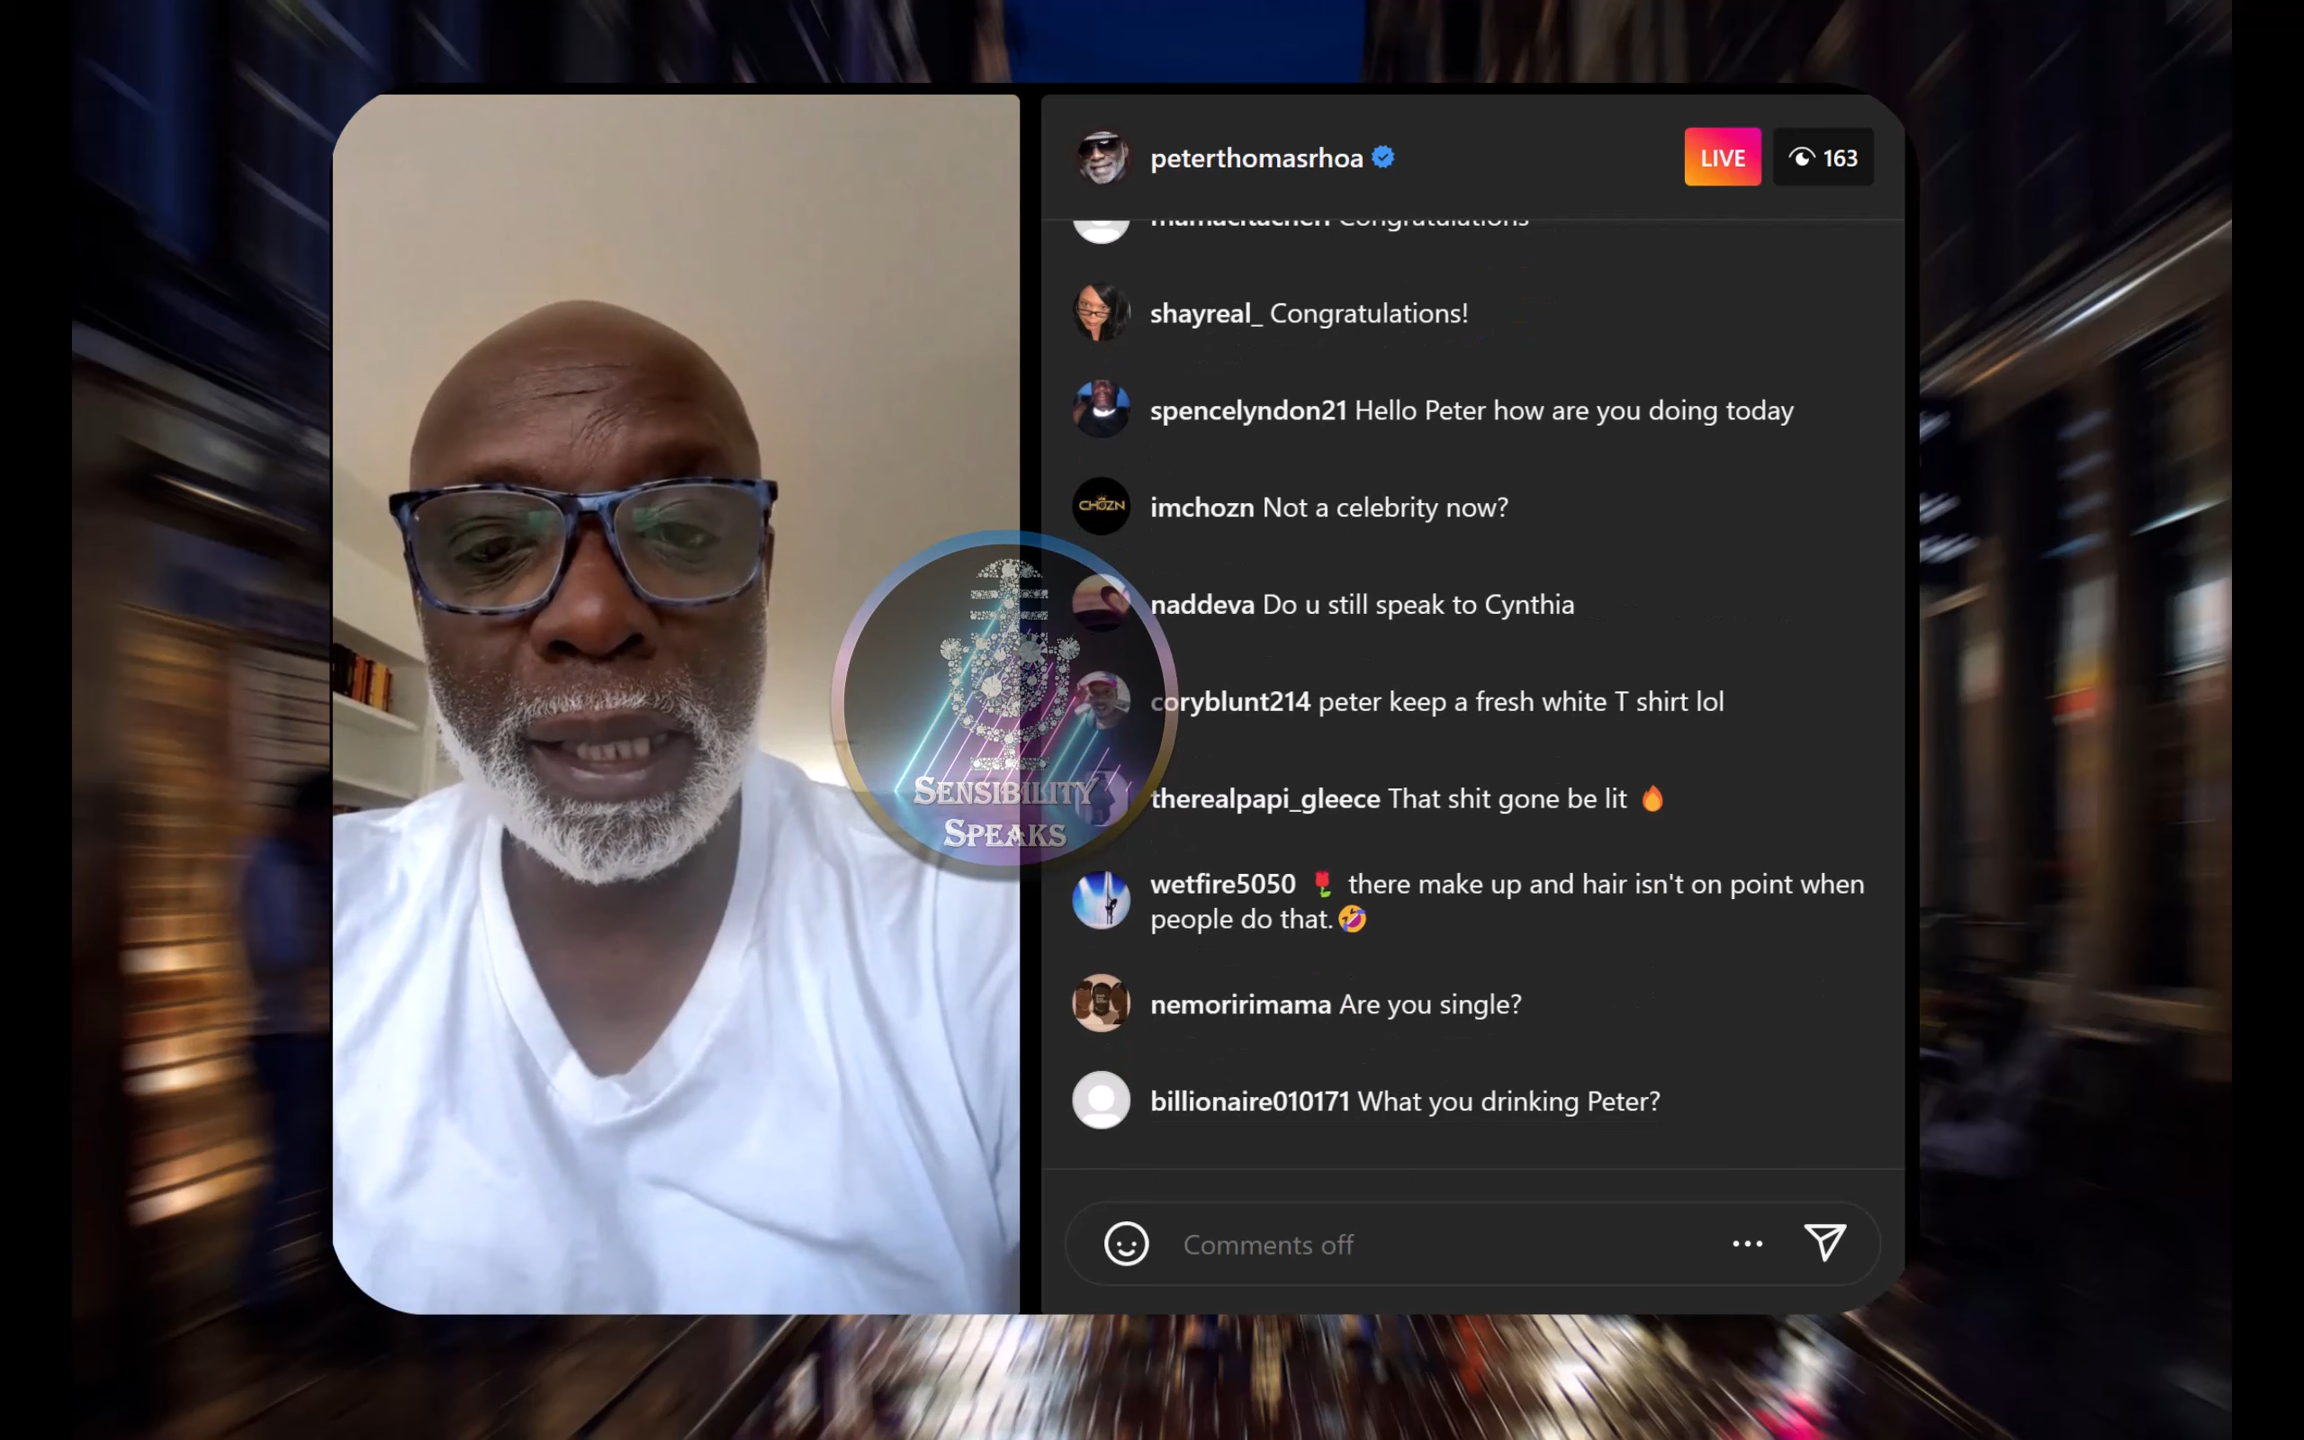 peterthomasrhoa
LIVE
163
mamacitacheri Congratulations
shayreal_ Congratulations!
spencelyndon21 Hello Peter how are you doing today
CHOZN
imchozn Not a celebrity now?
naddeva Do u still speak to Cynthia
coryblunt214 peter keep a fresh white T shirt lol
therealpapi_gleece That shit gone be lit 🔥
SENSIBILITY
SPEAKS
wetfire5050 🌹 there make up and hair isn't on point when
people do that.🤣
nemoririmama Are you single?
billionaire010171 What you drinking Peter?
Comments off